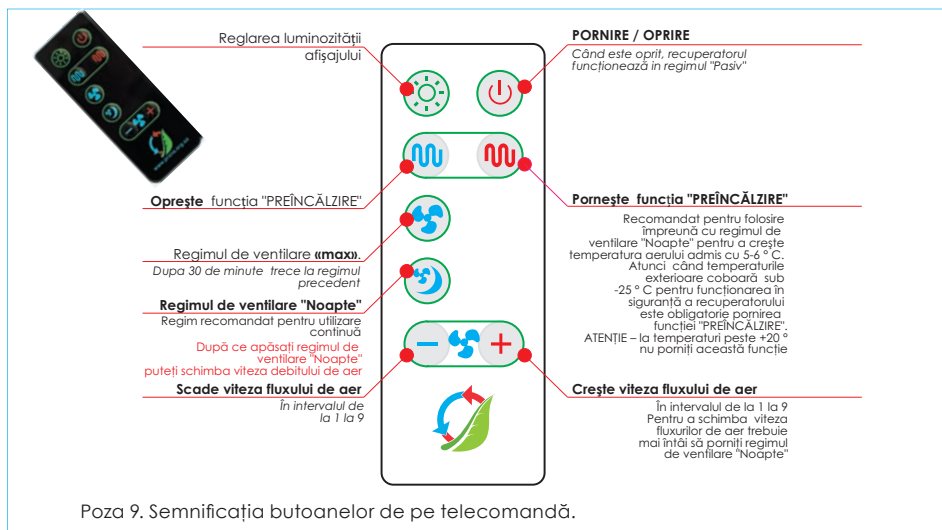 Reglarea luminozității
afișajului
PORNIRE / OPRIRE
Când este oprit, recuperatorul
funcționează in regimul "Pasiv"
Oprește funcția "PREÎNCĂLZIRE"
Pornește funcția "PREÎNCĂLZIRE"
Recomandat pentru folosire
împreună cu regimul de
ventilare "Noapte" pentru a crește
temperatura aerului admis cu 5-6 ° C.
Atunci când temperaturile
exterioare coboară sub
-25 ° C pentru funcționarea în
siguranță a recuperatorului
este obligatorie pornirea
funcției "PREÎNCĂLZIRE".
ATENȚIE – la temperaturi peste +20 °
nu porniți această funcție
Regimul de ventilare «max».
Dupa 30 de minute trece la regimul
precedent
Regimul de ventilare "Noapte"
Regim recomandat pentru utilizare
continuă
După ce apăsați regimul de
ventilare "Noapte"
puteți schimba viteza debitului de aer
Scade viteza fluxului de aer
În intervalul de
la 1 la 9
Crește viteza fluxului de aer
În intervalul de la 1 la 9
Pentru a schimba viteza
fluxurilor de aer trebuie
mai întâi să porniți regimul
de ventilare "Noapte"
Poza 9. Semnificația butoanelor de pe telecomandă.